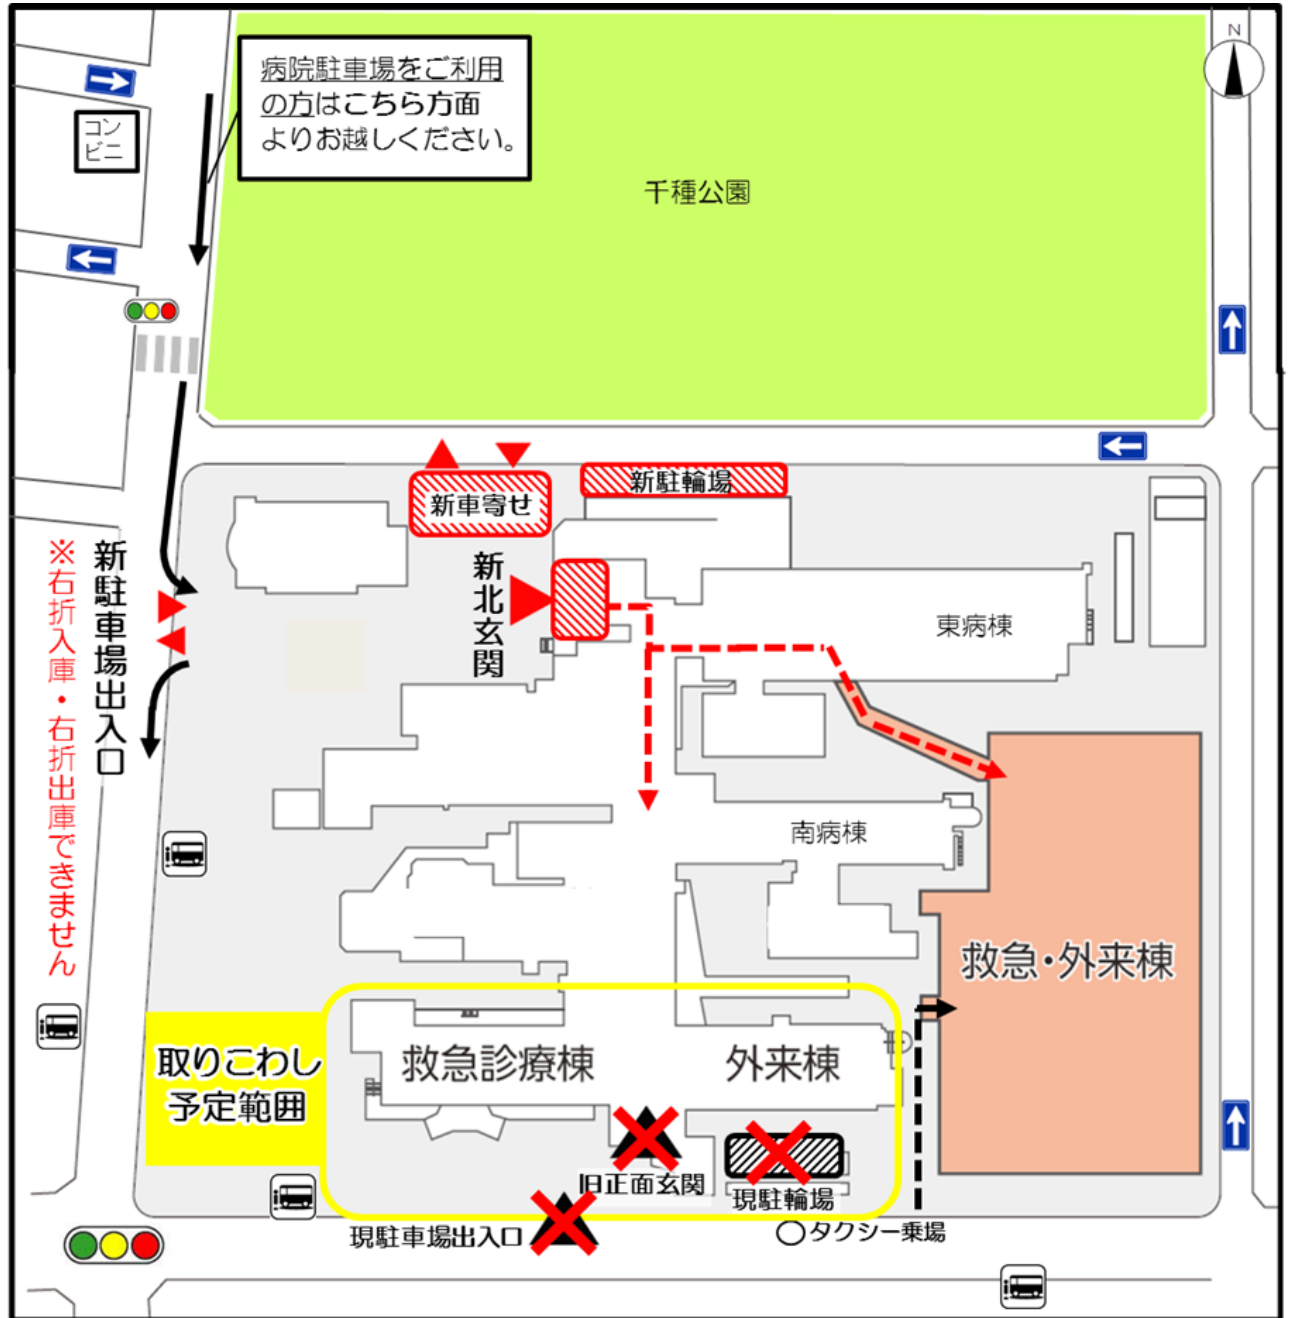 N
病院駐車場をご利用
の方はこちら方面
よりお越しください。
コン
ビニ
千種公園
新車寄せ
新駐輪場
新北玄関
新駐車場出入口
※右折入庫・右折出庫できません
東病棟
南病棟
救急・外来棟
取りこわし
予定範囲
救急診療棟
外来棟
旧正面玄関
現駐輪場
現駐車場出入口
○タクシー乗場